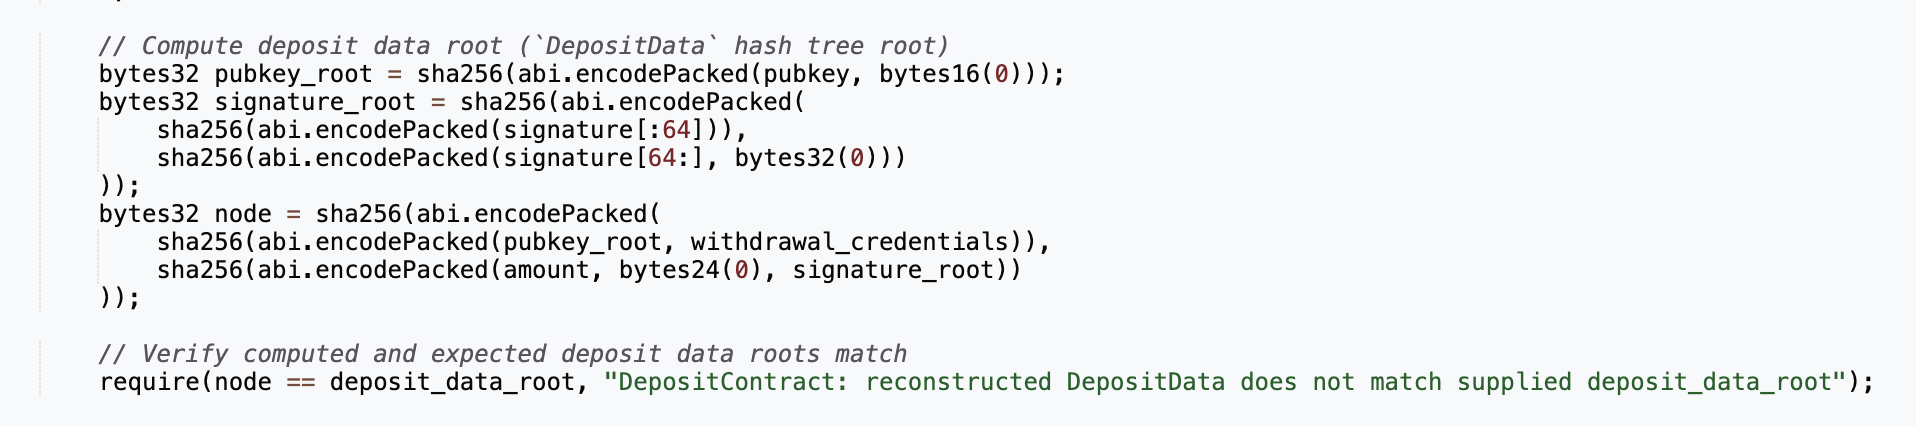 // Compute deposit data root (`DepositData` hash tree root)
bytes32 pubkey_root = sha256(abi.encodePacked(pubkey, bytes16(0)));
bytes32 signature_root = sha256(abi.encodePacked(
    sha256(abi.encodePacked(signature[:64])),
    sha256(abi.encodePacked(signature[64:], bytes32(0)))
));
bytes32 node = sha256(abi.encodePacked(
    sha256(abi.encodePacked(pubkey_root, withdrawal_credentials)),
    sha256(abi.encodePacked(amount, bytes24(0), signature_root))
));
// Verify computed and expected deposit data roots match
require(node == deposit_data_root, "DepositContract: reconstructed DepositData does not match supplied deposit_data_root");